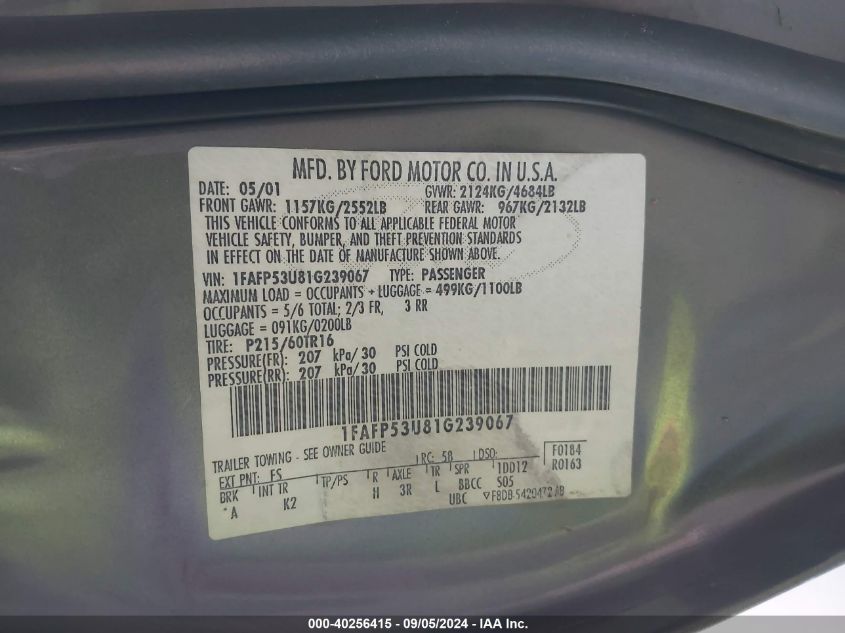 MFD. BY FORD MOTOR CO. IN U.S.A.
DATE: 05/01 GVWR: 2124KG/4684LB
FRONT GAWR: 1157KG/2552LB REAR GAWR: 967KG/2132LB
THIS VEHICLE CONFORMS TO ALL APPLICABLE FEDERAL MOTOR
VEHICLE SAFETY, BUMPER, AND THEFT PREVENTION STANDARDS
IN EFFECT ON THE DATE OF MANUFACTURE SHOWN ABOVE.
VIN: 1FAFP53U81G239067 TYPE: PASSENGER
MAXIMUM LOAD = OCCUPANTS + LUGGAGE = 499KG/1100LB
OCCUPANTS = 5/6 TOTAL; 2/3 FR, 3 RR
LUGGAGE = 091KG/0200LB
TIRE: P215/60TR16
PRESSURE(FR): 207 kPa/30 PSI COLD
PRESSURE(RR): 207 kPa/30 PSI COLD
1FAFP53U81G239067
TRAILER TOWING - SEE OWNER GUIDE
EXT PNT: FS RC: 58 DSO: F0184
R0163
BRK INT TR TP/PS R AXLE TR SPR 1DD12
*A K2 H 3R L BBCC S05
UBC F8DB-5420472-AB
000-40256415 - 09/05/2024 - IAA Holdings, LLC.